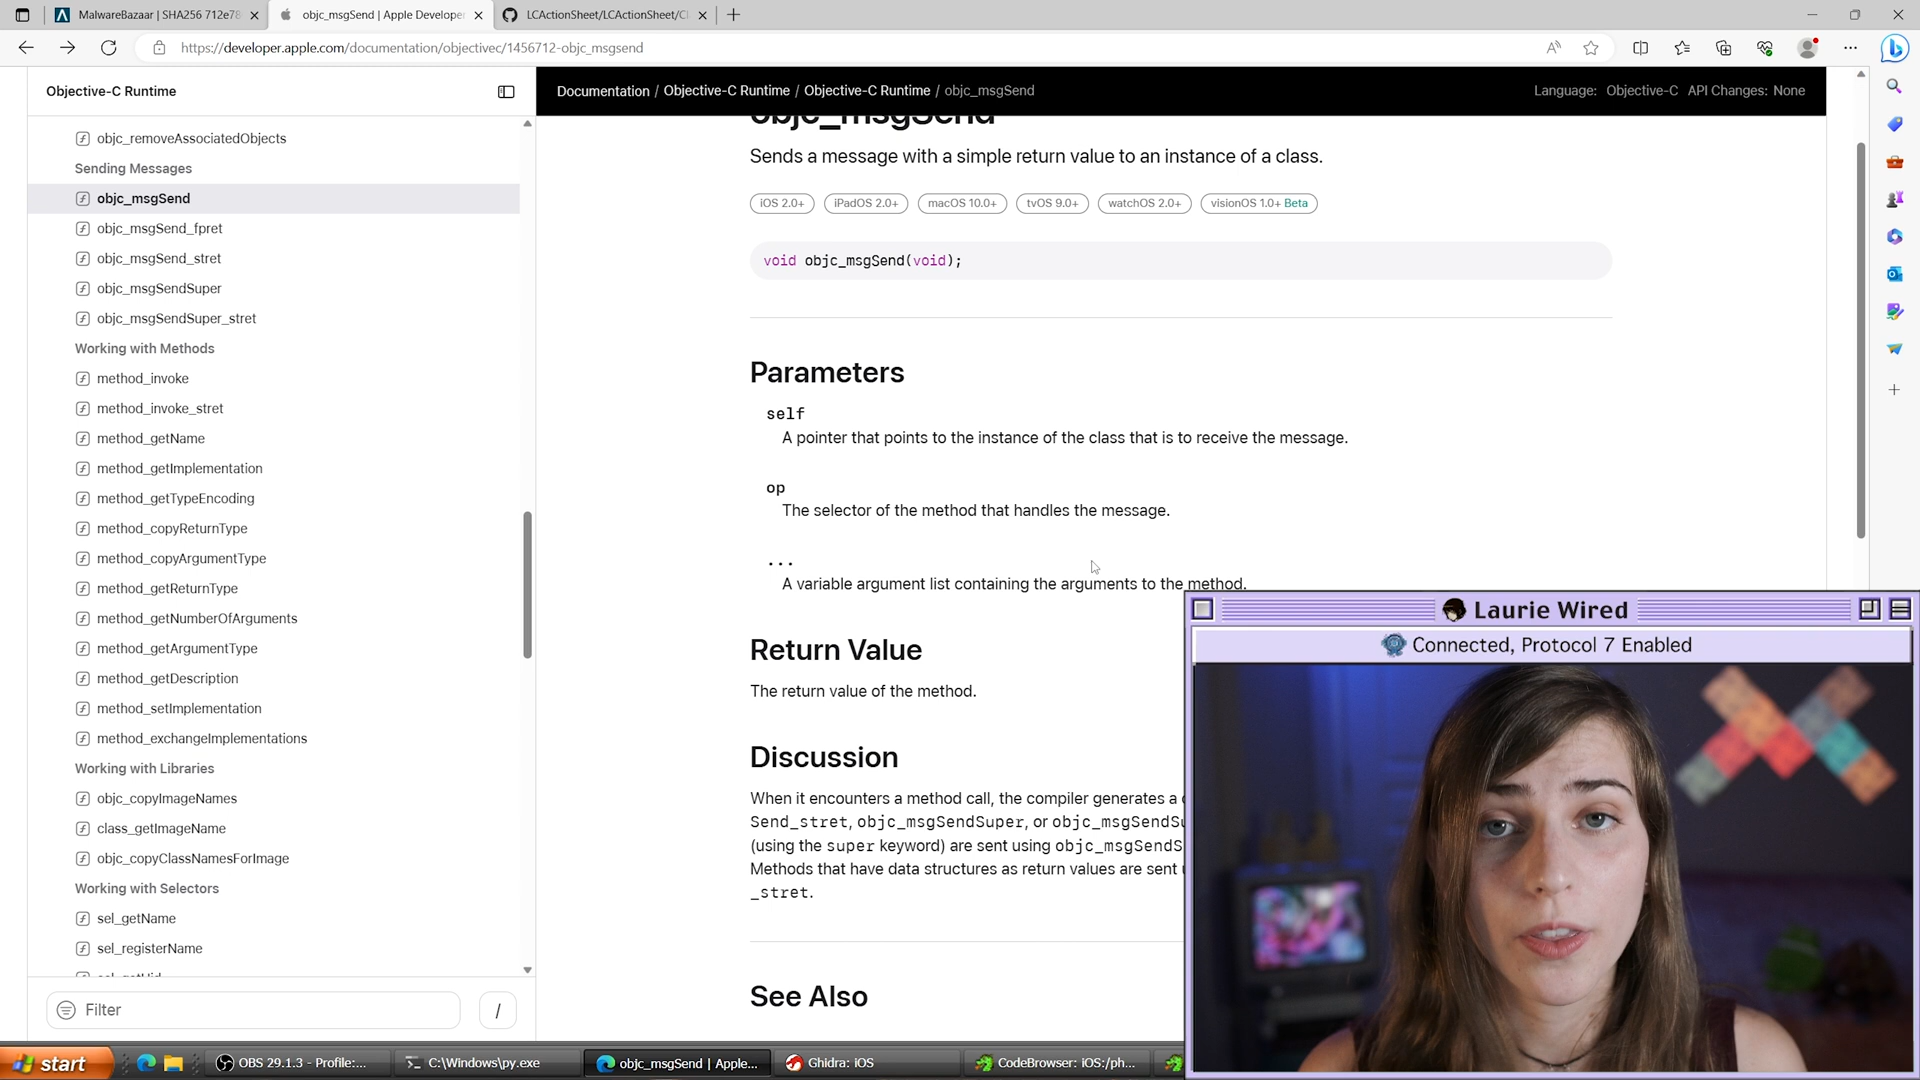 MalwareBazaar | SHA256 712e78
objc_msgSend | Apple Developer
LCActionSheet/LCActionSheet/Cl
https://developer.apple.com/documentation/objectivec/1456712-objc_msgsend
Objective-C Runtime
Documentation / Objective-C Runtime / Objective-C Runtime / objc_msgSend
Language: Objective-C API Changes: None
objc_removeAssociatedObjects
Sending Messages
objc_msgSend
objc_msgSend_fpret
objc_msgSend_stret
objc_msgSendSuper
objc_msgSendSuper_stret
Working with Methods
method_invoke
method_invoke_stret
method_getName
method_getImplementation
method_getTypeEncoding
method_copyReturnType
method_copyArgumentType
method_getReturnType
method_getNumberOfArguments
method_getArgumentType
method_getDescription
method_setImplementation
method_exchangeImplementations
Working with Libraries
objc_copyImageNames
class_getImageName
objc_copyClassNamesForImage
Working with Selectors
sel_getName
sel_registerName
sel_getUid
Filter
/
objc_msgSend
Sends a message with a simple return value to an instance of a class.
iOS 2.0+ iPadOS 2.0+ macOS 10.0+ tvOS 9.0+ watchOS 2.0+ visionOS 1.0+ Beta
void objc_msgSend(void);
Parameters
self
A pointer that points to the instance of the class that is to receive the message.
op
The selector of the method that handles the message.
...
A variable argument list containing the arguments to the method.
Return Value
The return value of the method.
Discussion
When it encounters a method call, the compiler generates a
Send_stret, objc_msgSendSuper, or objc_msgSendSu
(using the super keyword) are sent using objc_msgSendS
Methods that have data structures as return values are sent
_stret.
See Also
Laurie Wired
Connected, Protocol 7 Enabled
start
OBS 29.1.3 - Profile:...
C:\Windows\py.exe
objc_msgSend | Apple...
Ghidra: iOS
CodeBrowser: iOS:/ph...